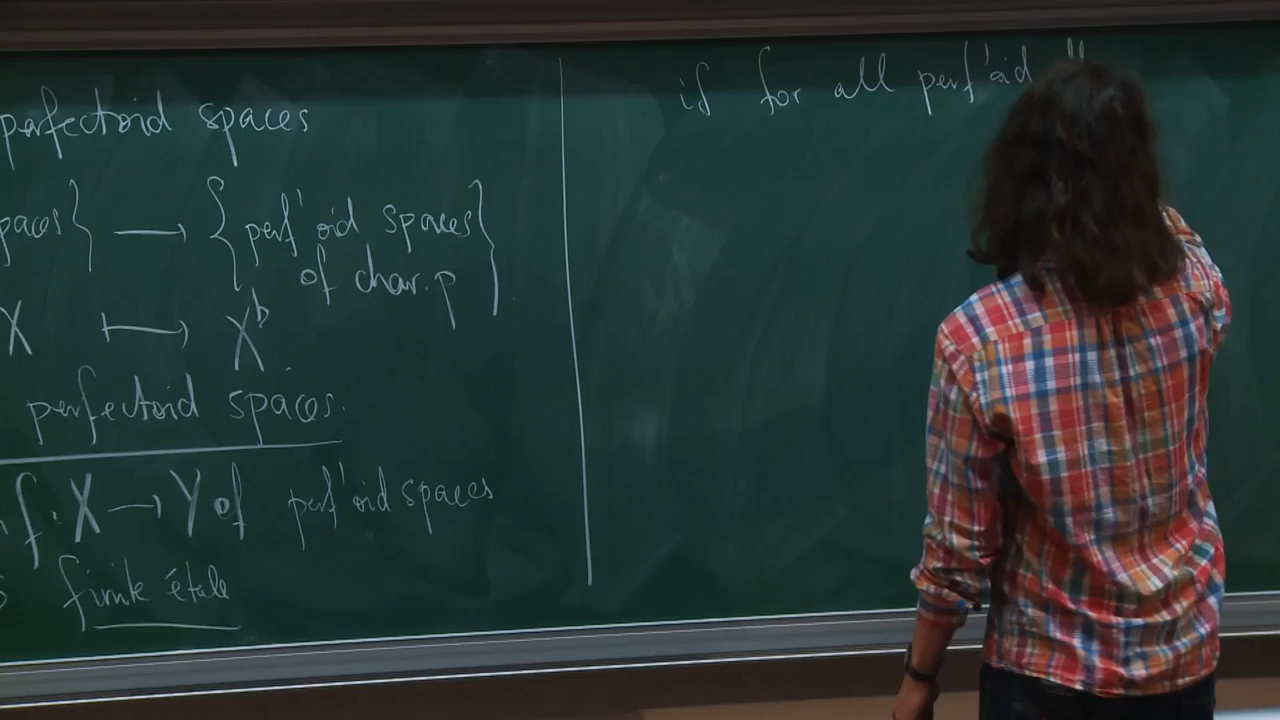 perfectoid spaces
paces} → {perf'oid spaces
of char. p}
X ↦ X♭
perfectoid spaces.
f: X → Y of perf'oid spaces
finite étale
if for all perf'oid